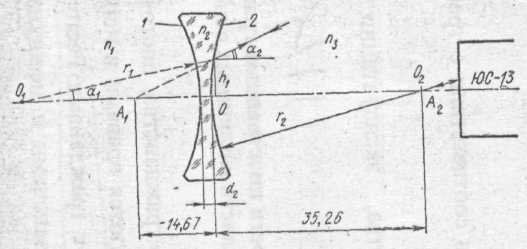 1
2
n₁
n₂
n₃
α₂
r₁
α₁
h₁
O₁
A₁
O
O₂
A₂
ЮС-13
r₂
d₂
-14,67
35,26